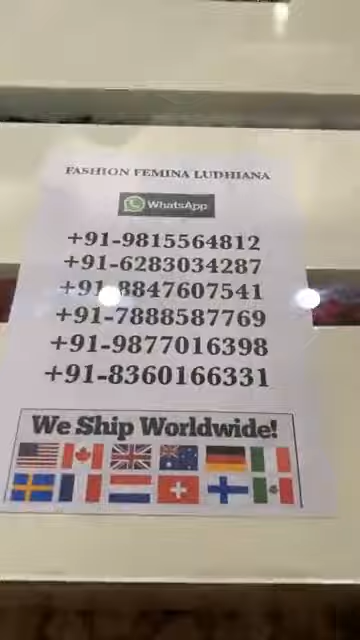 FASHION FEMINA LUDHIANA
WhatsApp
+91-9815564812
+91-6283034287
+91-8847607541
+91-7888587769
+91-9877016398
+91-8360166331
We Ship Worldwide!